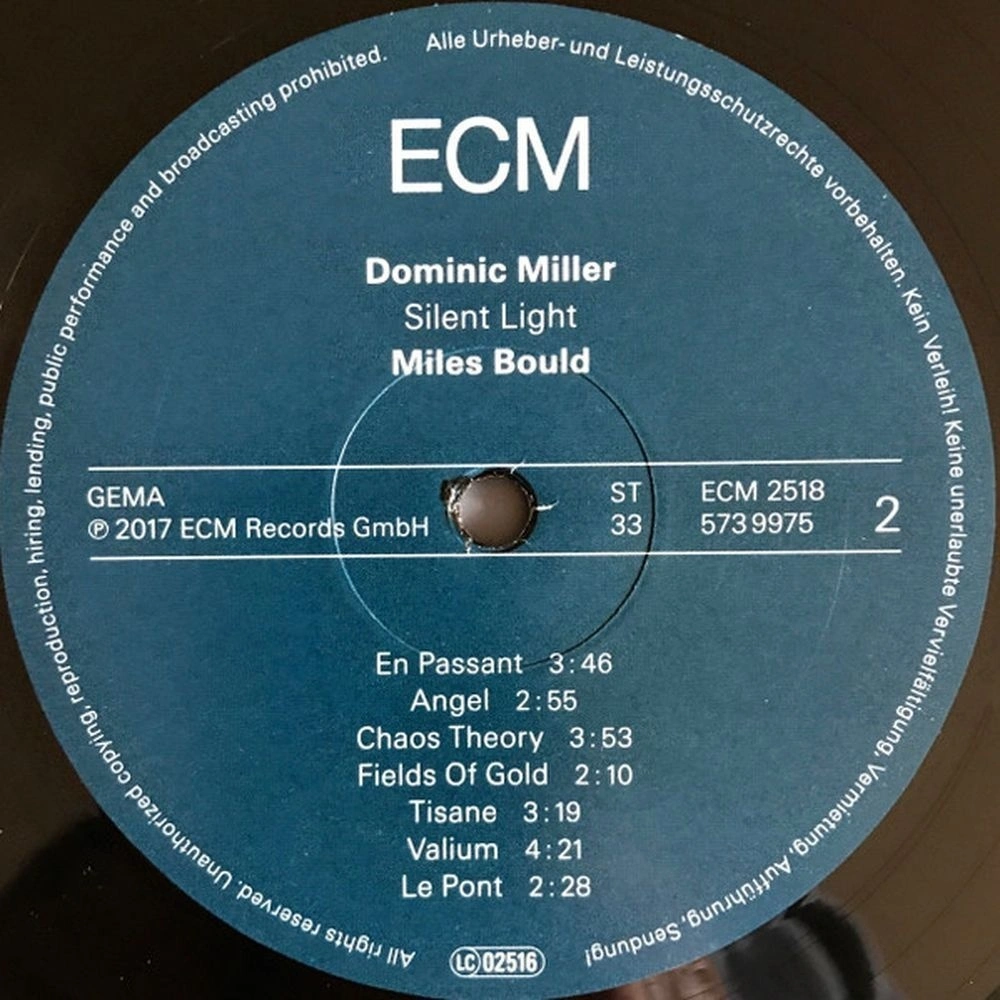 Alle Urheber- und Leistungsschutzrechte vorbehalten. Kein Verleih! Keine unerlaubte Vervielfältigung, Vermietung, Aufführung, Sendung!
ECM
Dominic Miller
Silent Light
Miles Bould
GEMA
℗ 2017 ECM Records GmbH
ST
33
ECM 2518
573 9975
2
En Passant 3:46
Angel 2:55
Chaos Theory 3:53
Fields Of Gold 2:10
Tisane 3:19
Valium 4:21
Le Pont 2:28
LC 02516
All rights reserved. Unauthorized copying, reproduction, hiring, lending, public performance and broadcasting prohibited.